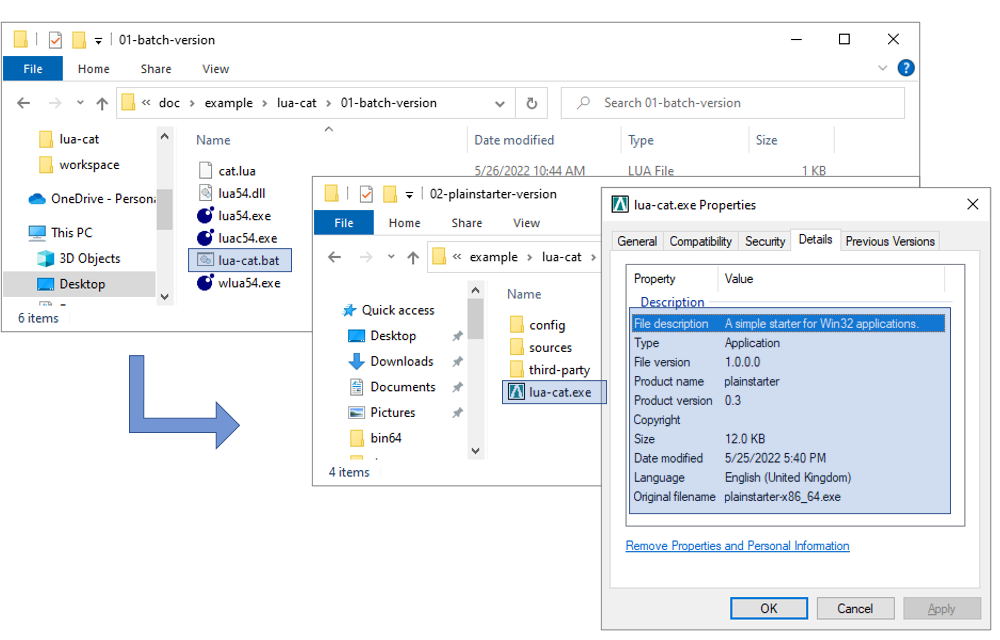 01-batch-version
File Home Share View
« doc › example › lua-cat › 01-batch-version
Search 01-batch-version
lua-cat
workspace
OneDrive - Persona
This PC
3D Objects
Desktop
Name Date modified Type Size
cat.lua 5/26/2022 10:44 AM LUA File 1 KB
lua54.dll
lua54.exe
luac54.exe
lua-cat.bat
wlua54.exe
6 items
02-plainstarter-version
File Home Share View
« example › lua-cat ›
Quick access
Desktop
Downloads
Documents
Pictures
bin64
Name
config
sources
third-party
lua-cat.exe
4 items
lua-cat.exe Properties
General Compatibility Security Details Previous Versions
Property Value
Description
File description A simple starter for Win32 applications.
Type Application
File version 1.0.0.0
Product name plainstarter
Product version 0.3
Copyright
Size 12.0 KB
Date modified 5/25/2022 5:40 PM
Language English (United Kingdom)
Original filename plainstarter-x86_64.exe
Remove Properties and Personal Information
OK Cancel Apply